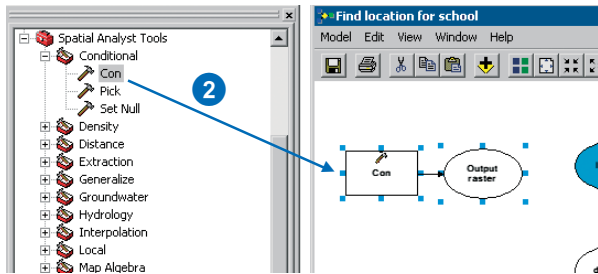 Spatial Analyst Tools
Conditional
Con
Pick
Set Null
Density
Distance
Extraction
Generalize
Groundwater
Hydrology
Interpolation
Local
Map Algebra
2
Find location for school
Model Edit View Window Help
Con
Output
raster